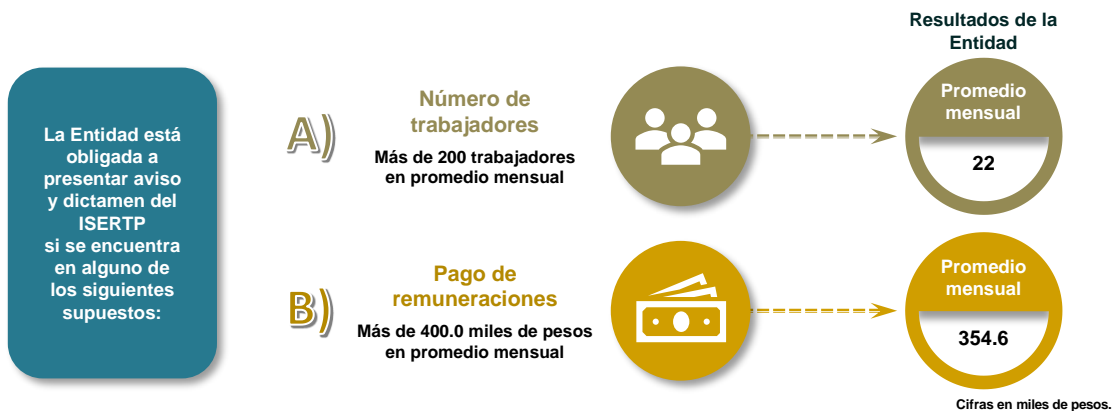 La Entidad está
obligada a
presentar aviso
y dictamen del
ISERTP
si se encuentra
en alguno de
los siguientes
supuestos:
A)
Número de
trabajadores
Más de 200 trabajadores
en promedio mensual
Resultados de la
Entidad
Promedio
mensual
22
B)
Pago de
remuneraciones
Más de 400.0 miles de pesos
en promedio mensual
Promedio
mensual
354.6
Cifras en miles de pesos.